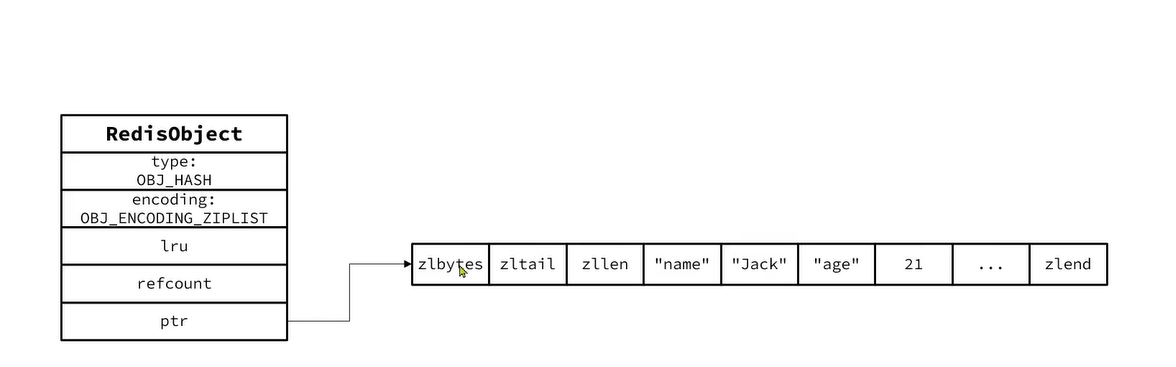 RedisObject
type:
OBJ_HASH
encoding:
OBJ_ENCODING_ZIPLIST
lru
refcount
ptr
zlbytes zltail zllen "name" "Jack" "age" 21 ... zlend